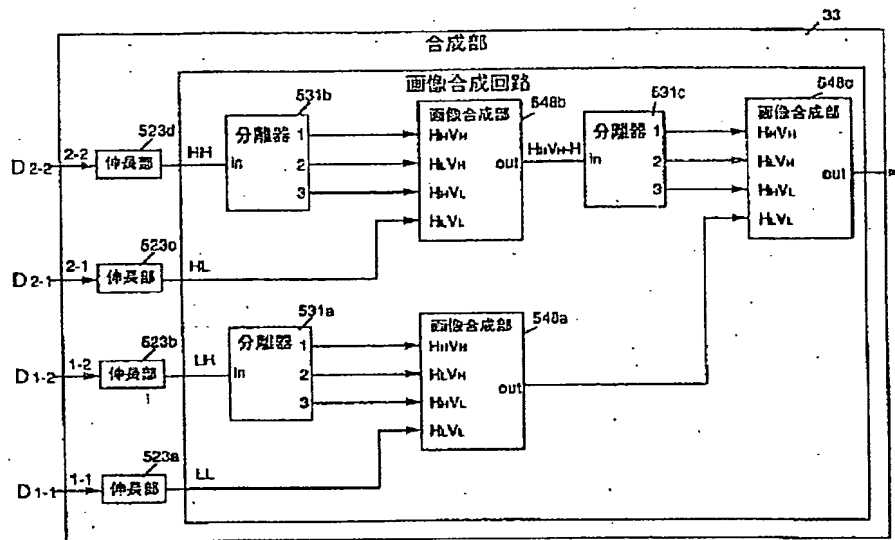 33
合成部
画像合成回路
531b
548b
531c
548c
523d
D2-2
2-2
伸長部
HH
in
分離器
1
2
3
画像合成部
HHVH
HLVH
HHVL
HLVL
out
HHVH-H
in
分離器
1
2
3
画像合成部
HHVH
HLVH
HHVL
HLVL
out
523c
D2-1
2-1
伸長部
HL
531a
548a
523b
D1-2
1-2
伸長部
LH
in
分離器
1
2
3
画像合成部
HHVH
HLVH
HHVL
HLVL
out
523a
D1-1
1-1
伸長部
LL